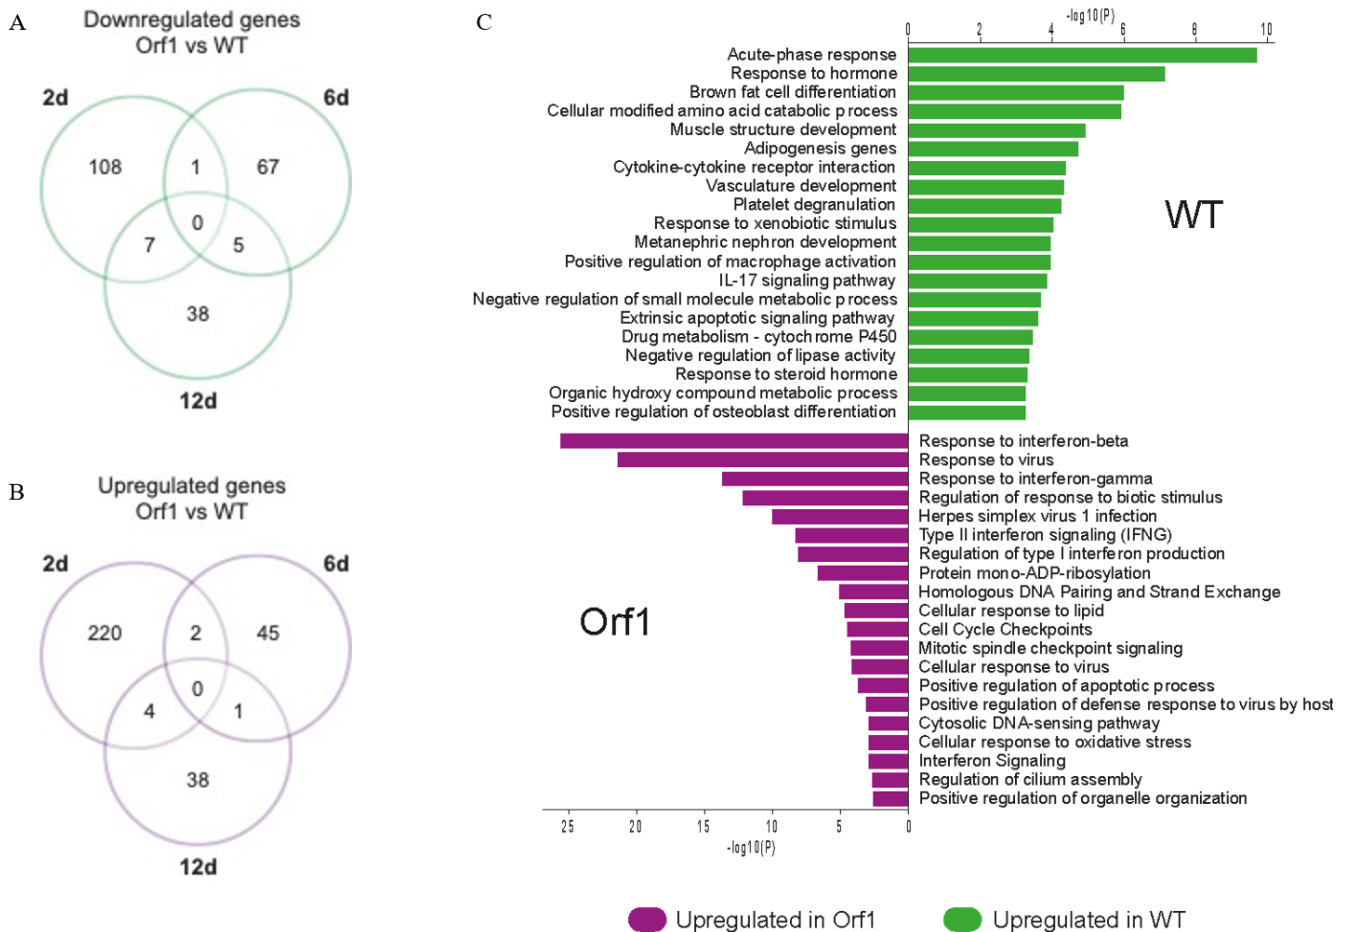 A
Downregulated genes
Orf1 vs WT
2d
6d
108
1
67
0
7
5
38
12d
B
Upregulated genes
Orf1 vs WT
2d
6d
220
2
45
0
4
1
38
12d
C
-log10(P)
0 2 4 6 8 10
Acute-phase response
Response to hormone
Brown fat cell differentiation
Cellular modified amino acid catabolic process
Muscle structure development
Adipogenesis genes
Cytokine-cytokine receptor interaction
Vasculature development
Platelet degranulation
Response to xenobiotic stimulus
Metanephric nephron development
Positive regulation of macrophage activation
IL-17 signaling pathway
Negative regulation of small molecule metabolic process
Extrinsic apoptotic signaling pathway
Drug metabolism - cytochrome P450
Negative regulation of lipase activity
Response to steroid hormone
Organic hydroxy compound metabolic process
Positive regulation of osteoblast differentiation
WT
Response to interferon-beta
Response to virus
Response to interferon-gamma
Regulation of response to biotic stimulus
Herpes simplex virus 1 infection
Type II interferon signaling (IFNG)
Regulation of type I interferon production
Protein mono-ADP-ribosylation
Homologous DNA Pairing and Strand Exchange
Cellular response to lipid
Cell Cycle Checkpoints
Mitotic spindle checkpoint signaling
Cellular response to virus
Positive regulation of apoptotic process
Positive regulation of defense response to virus by host
Cytosolic DNA-sensing pathway
Cellular response to oxidative stress
Interferon Signaling
Regulation of cilium assembly
Positive regulation of organelle organization
Orf1
25 20 15 10 5 0
-log10(P)
Upregulated in Orf1
Upregulated in WT